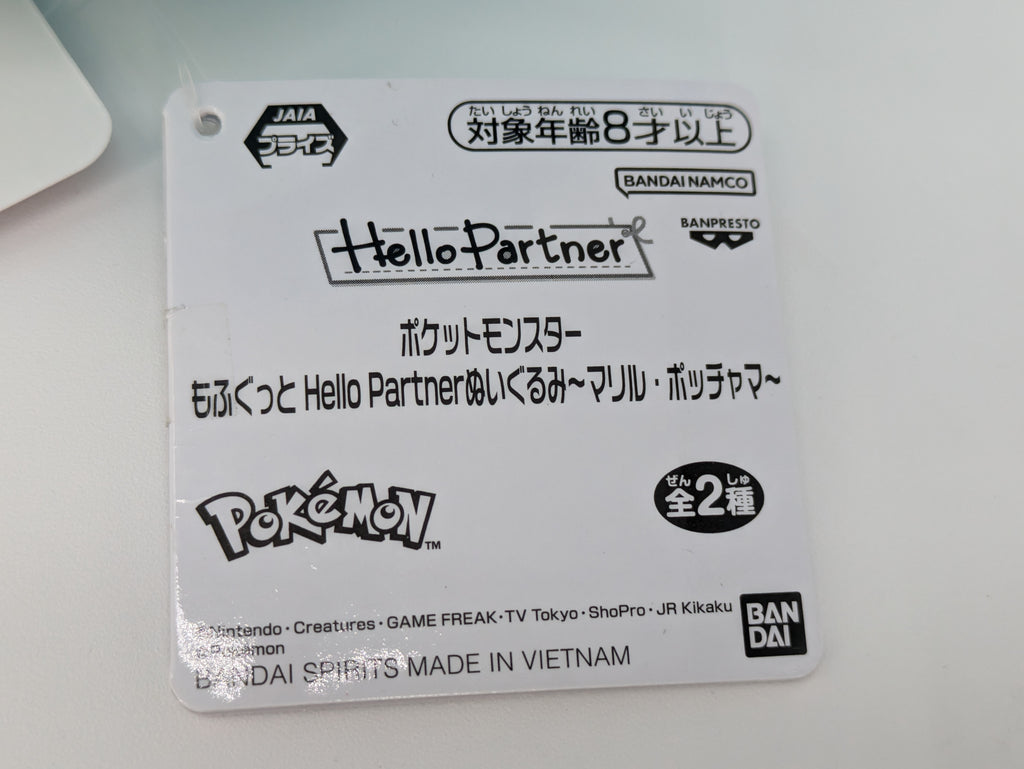 JAIA
プライズ
たいしょうねんれい さいいじょう
対象年齢8才以上
BANDAI NAMCO
BANPRESTO
Hello Partner
ポケットモンスター
もふぐっと Hello Partnerぬいぐるみ~マリル・ポッチャマ~
POKéMON™
ぜん しゅ
全2種
©Nintendo・Creatures・GAME FREAK・TV Tokyo・ShoPro・JR Kikaku
©Pokémon
BANDAI SPIRITS MADE IN VIETNAM
BAN
DAI